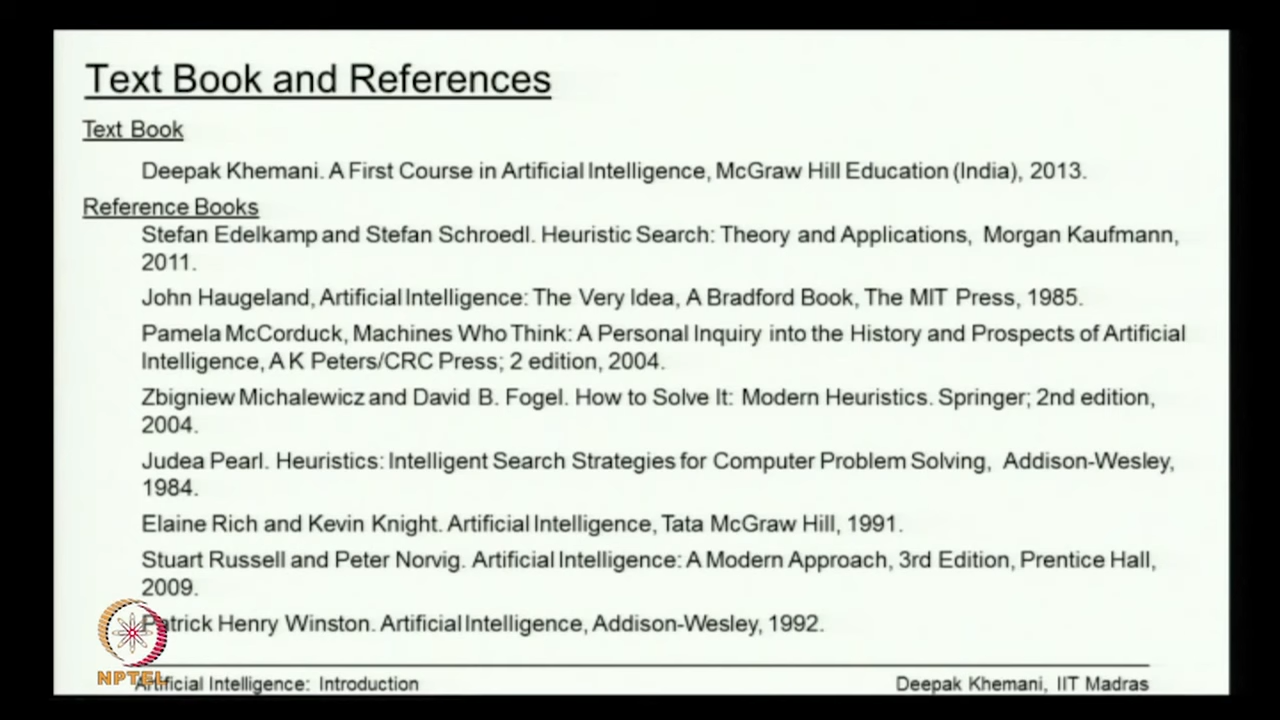 Text Book and References
Text Book
Deepak Khemani. A First Course in Artificial Intelligence, McGraw Hill Education (India), 2013.
Reference Books
Stefan Edelkamp and Stefan Schroedl. Heuristic Search: Theory and Applications, Morgan Kaufmann,
2011.
John Haugeland, Artificial Intelligence: The Very Idea, A Bradford Book, The MIT Press, 1985.
Pamela McCorduck, Machines Who Think: A Personal Inquiry into the History and Prospects of Artificial
Intelligence, A K Peters/CRC Press; 2 edition, 2004.
Zbigniew Michalewicz and David B. Fogel. How to Solve It: Modern Heuristics. Springer; 2nd edition,
2004.
Judea Pearl. Heuristics: Intelligent Search Strategies for Computer Problem Solving, Addison-Wesley,
1984.
Elaine Rich and Kevin Knight. Artificial Intelligence, Tata McGraw Hill, 1991.
Stuart Russell and Peter Norvig. Artificial Intelligence: A Modern Approach, 3rd Edition, Prentice Hall,
2009.
Patrick Henry Winston. Artificial Intelligence, Addison-Wesley, 1992.
NPTEL
Artificial Intelligence: Introduction
Deepak Khemani, IIT Madras